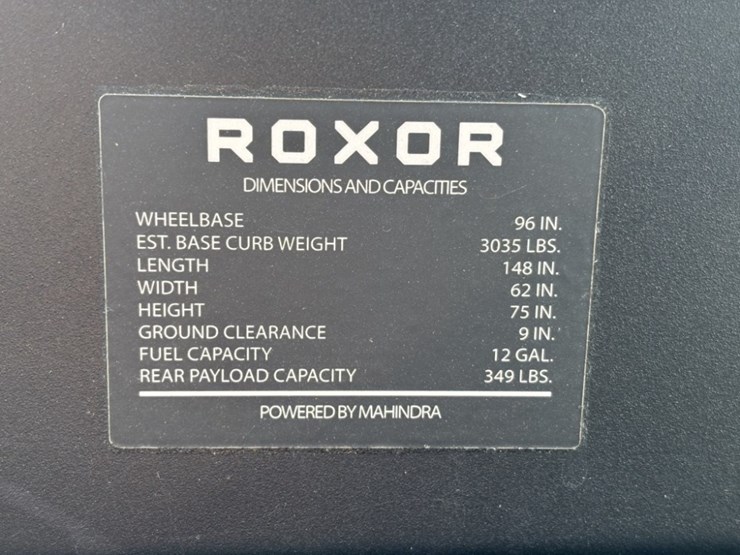 ROXOR
DIMENSIONS AND CAPACITIES
WHEELBASE 96 IN.
EST. BASE CURB WEIGHT 3035 LBS.
LENGTH 148 IN.
WIDTH 62 IN.
HEIGHT 75 IN.
GROUND CLEARANCE 9 IN.
FUEL CAPACITY 12 GAL.
REAR PAYLOAD CAPACITY 349 LBS.
POWERED BY MAHINDRA